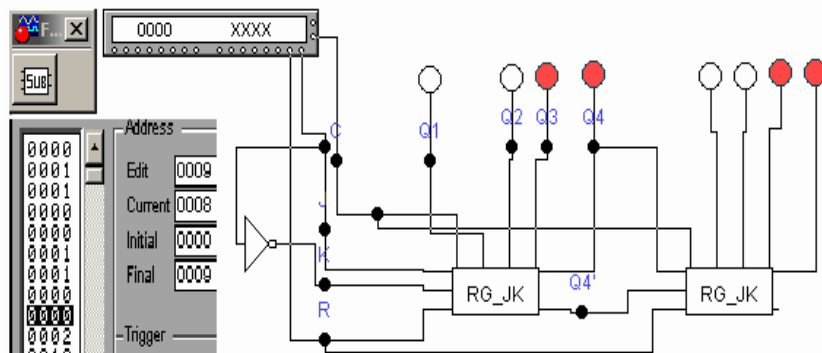 F...
0000 XXXX
SUB
Address
0000
0001
0001
0000
0000
0001
0001
0000
0000
0002
Edit 0009
Current 0008
Initial 0000
Final 0009
Trigger
C
Q1
Q2
Q3
Q4
J
K
R
RG_JK
Q4'
RG_JK